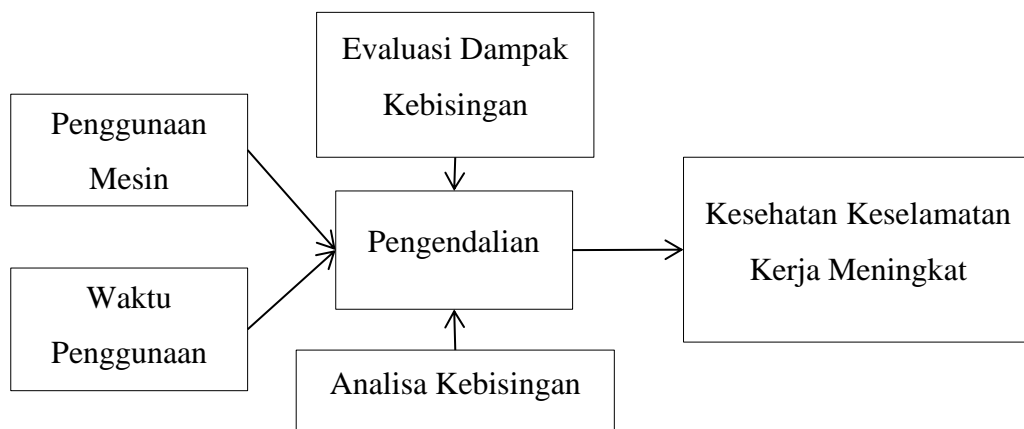 Evaluasi Dampak
Kebisingan
Penggunaan
Mesin
Pengendalian
Kesehatan Keselamatan
Kerja Meningkat
Waktu
Penggunaan
Analisa Kebisingan